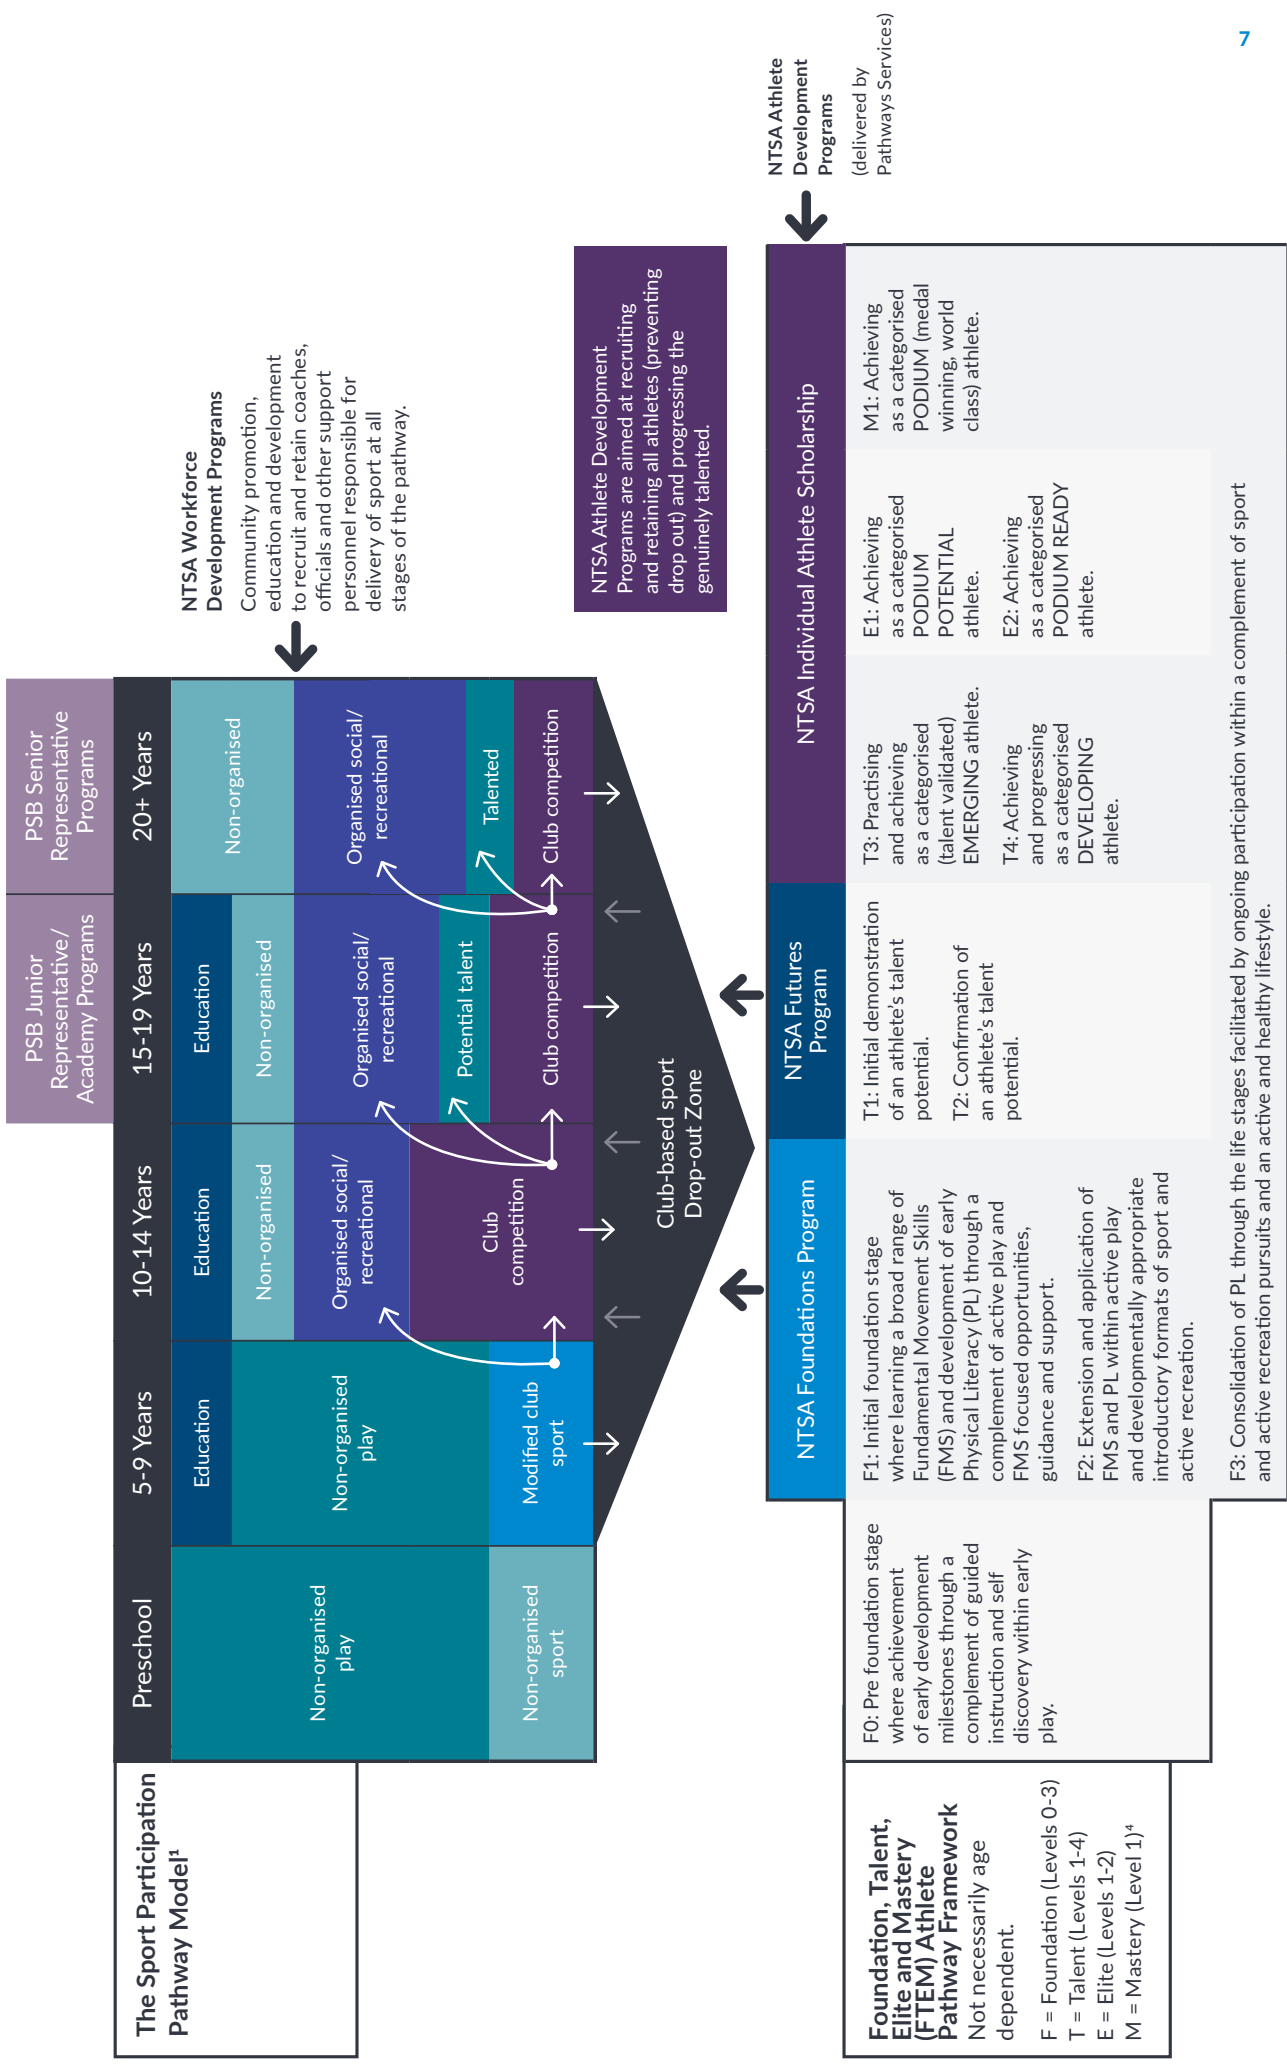 PSB Junior
Representative/
Academy Programs
PSB Senior
Representative
Programs
The Sport Participation
Pathway Model¹
Preschool
5-9 Years
10-14 Years
15-19 Years
20+ Years
Non-organised
play
Non-organised
sport
Education
Non-organised
play
Modified club
sport
Education
Non-organised
Organised social/
recreational
Club
competition
Education
Non-organised
Organised social/
recreational
Potential talent
Club competition
Non-organised
Organised social/
recreational
Talented
Club competition
NTSA Workforce
Development Programs
Community promotion,
education and development
to recruit and retain coaches,
officials and other support
personnel responsible for
delivery of sport at all
stages of the pathway.
Club-based sport
Drop-out Zone
NTSA Athlete Development
Programs are aimed at recruiting
and retaining all athletes (preventing
drop out) and progressing the
genuinely talented.
NTSA Foundations Program
NTSA Futures
Program
NTSA Individual Athlete Scholarship
NTSA Athlete
Development
Programs
(delivered by
Pathways Services)
Foundation, Talent,
Elite and Mastery
(FTEM) Athlete
Pathway Framework
Not necessarily age
dependent.
F = Foundation (Levels 0-3)
T = Talent (Levels 1-4)
E = Elite (Levels 1-2)
M = Mastery (Level 1)⁴
F0: Pre foundation stage
where achievement
of early development
milestones through a
complement of guided
instruction and self
discovery within early
play.
F1: Initial foundation stage
where learning a broad range of
Fundamental Movement Skills
(FMS) and development of early
Physical Literacy (PL) through a
complement of active play and
FMS focused opportunities,
guidance and support.
F2: Extension and application of
FMS and PL within active play
and developmentally appropriate
introductory formats of sport and
active recreation.
T1: Initial demonstration
of an athlete's talent
potential.
T2: Confirmation of
an athlete's talent
potential.
T3: Practising
and achieving
as a categorised
(talent validated)
EMERGING athlete.
T4: Achieving
and progressing
as a categorised
DEVELOPING
athlete.
E1: Achieving
as a categorised
PODIUM
POTENTIAL
athlete.
E2: Achieving
as a categorised
PODIUM READY
athlete.
M1: Achieving
as a categorised
PODIUM (medal
winning, world
class) athlete.
F3: Consolidation of PL through the life stages facilitated by ongoing participation within a complement of sport
and active recreation pursuits and an active and healthy lifestyle.
7